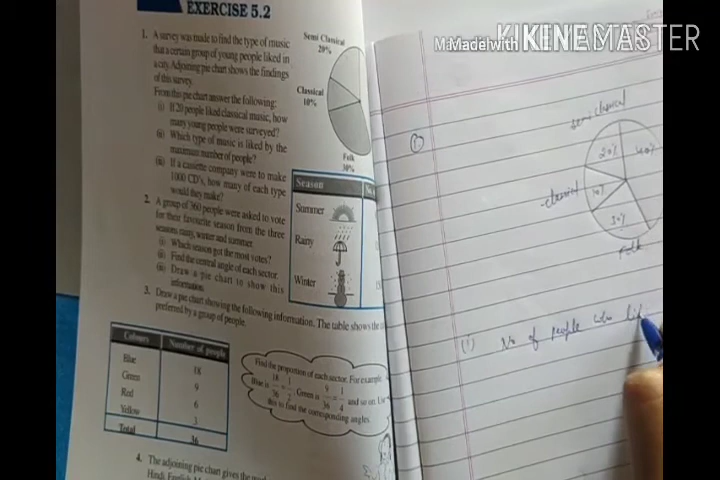 EXERCISE 5.2
1. A survey was made to find the type of music
that a certain group of young people liked in
a city. Adjoining pie chart shows the findings
of this survey.
From this pie chart answer the following:
(i) If 20 people liked classical music, how
many young people were surveyed?
(ii) Which type of music is liked by the
maximum number of people?
(iii) If a cassette company were to make
1000 CD's, how many of each type
would they make?
2. A group of 360 people were asked to vote
for their favourite season from the three
seasons rainy, winter and summer.
(i) Which season got the most votes?
(ii) Find the central angle of each sector.
(iii) Draw a pie chart to show this
information.
3. Draw a pie chart showing the following information. The table shows the
preferred by a group of people.
Semi Classical
20%
Classical
10%
Folk
30%
Season
Summer
Rainy
Winter
Colours Number of people
Blue 18
Green 9
Red 6
Yellow 3
Total 36
Find the proportion of each sector. For example,
Blue is 18/36 = 1/2; Green is 9/36 = 1/4 and so on. Use
this to find the corresponding angles.
4. The adjoining pie chart gives the
Hindi, English,
Made with KINEMASTER
(1)
semi classical
20% 40%
classical 10%
30%
Folk
(i) No of people who